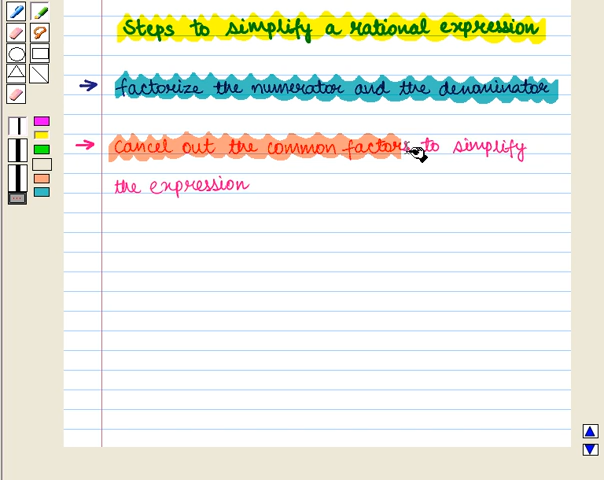 Steps to simplify a rational expression
→ factorize the numerator and the denominator
→ Cancel out the common factors to simplify
the expression